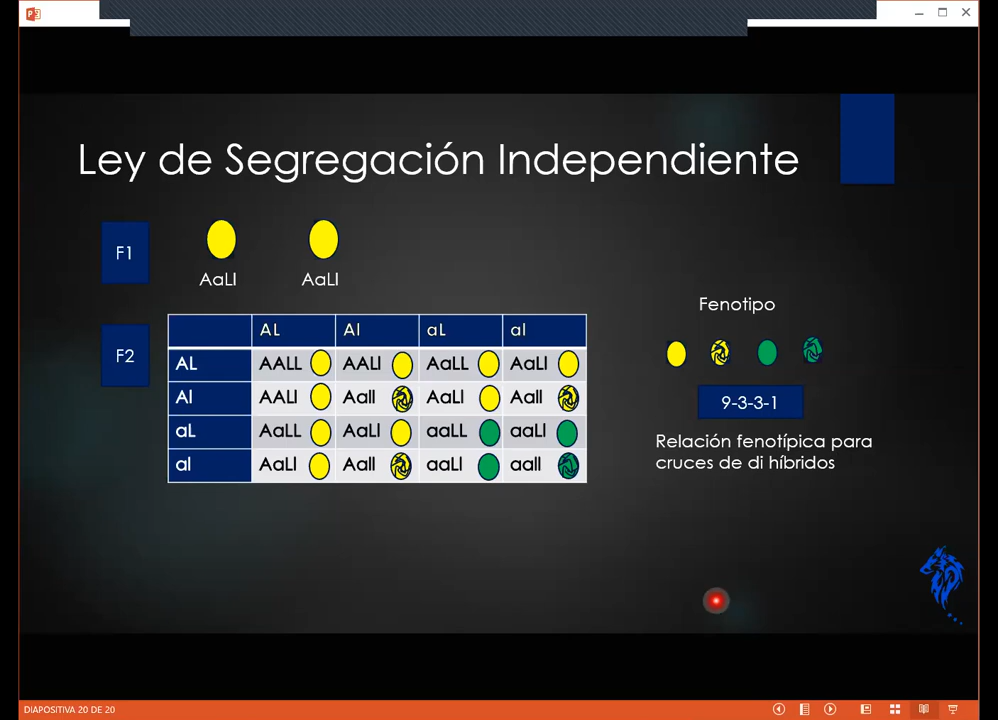 Ley de Segregación Independiente
F1
AaLl AaLl
Fenotipo
F2
AL Al aL al
AL AALL AALl AaLL AaLl
Al AALl Aall AaLl Aall
aL AaLL AaLl aaLL aaLl
al AaLl Aall aaLl aall
9-3-3-1
Relación fenotípica para
cruces de di híbridos
DIAPOSITIVA 20 DE 20